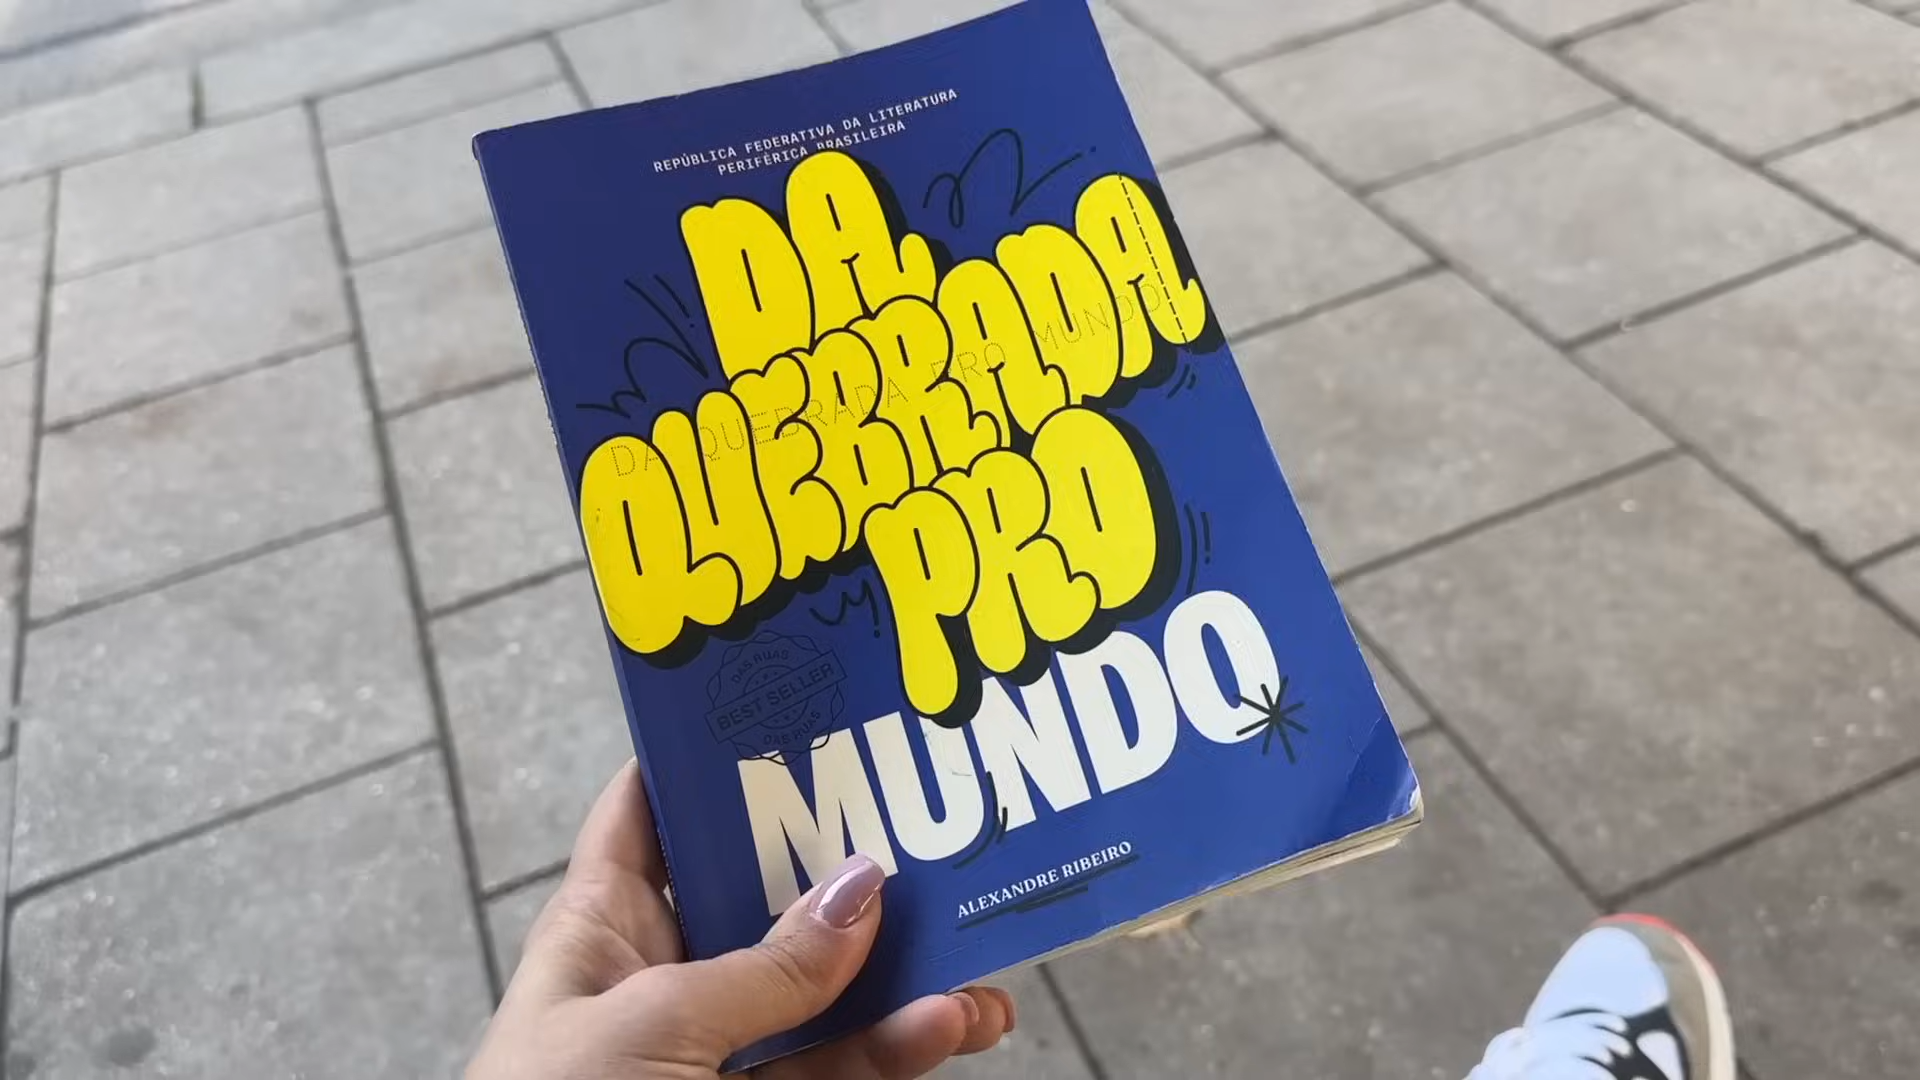 REPÚBLICA FEDERATIVA DA LITERATURA
PERIFÉRICA BRASILEIRA
DA
QUEBRADA
PRO
MUNDO
DA QUEBRADA PRO MUNDO
DAS RUAS
BEST SELLER
DAS RUAS
ALEXANDRE RIBEIRO